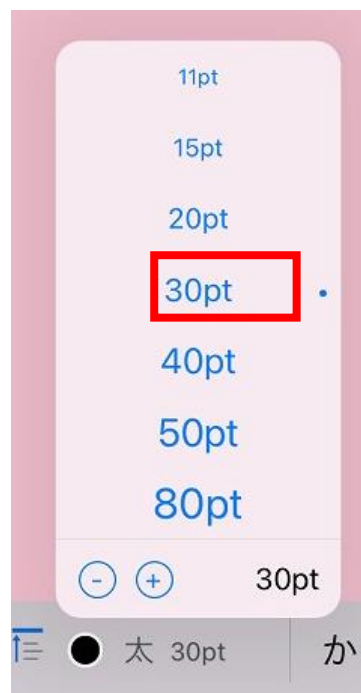 11pt
15pt
20pt
30pt
40pt
50pt
80pt
- + 30pt
太 30pt か